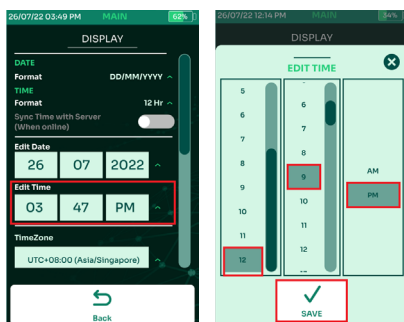 26/07/22 03:49 PM MAIN 62%
DISPLAY
DATE
Format DD/MM/YYYY
TIME
Format 12 Hr
Sync Time with Server
(When online)
Edit Date
26 07 2022
Edit Time
03 47 PM
TimeZone
UTC+08:00 (Asia/Singapore)
Back
26/07/22 12:14 PM MAIN 34%
DISPLAY
EDIT TIME
5
6
7
8
9
10
11
12
6
7
8
9
10
11
12
AM
PM
SAVE